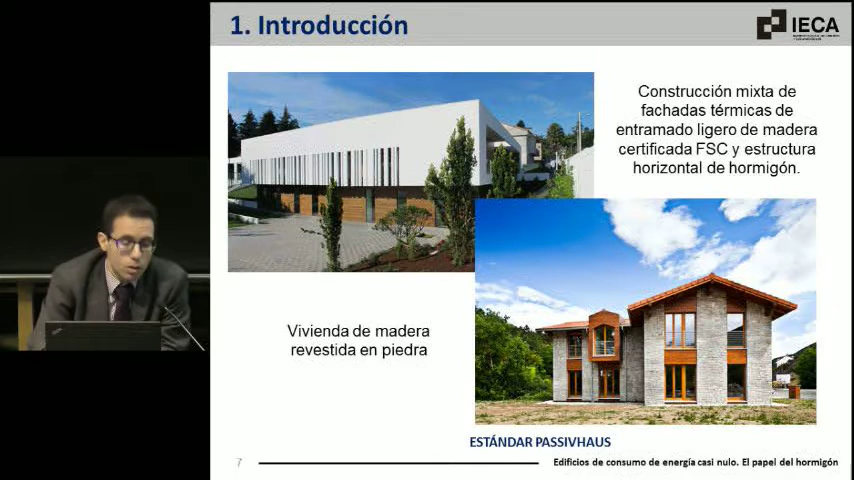 1. Introducción
IECA
Construcción mixta de
fachadas térmicas de
entramado ligero de madera
certificada FSC y estructura
horizontal de hormigón.
Vivienda de madera
revestida en piedra
ESTÁNDAR PASSIVHAUS
7
Edificios de consumo de energía casi nulo. El papel del hormigón